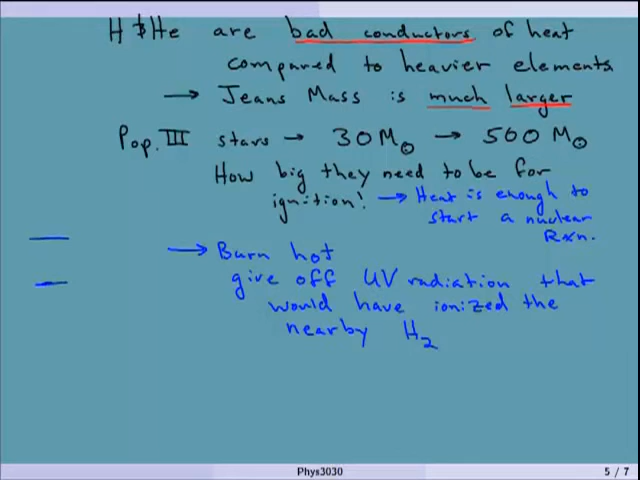 H & He are bad conductors of heat
compared to heavier elements
→ Jeans Mass is much larger
Pop. III stars → 30 M☉ → 500 M☉
How big they need to be for
ignition! → Heat is enough to
start a nuclear
Rxn.
→ Burn hot
give off UV radiation that
would have ionized the
nearby H₂
Phys3030
5 / 7